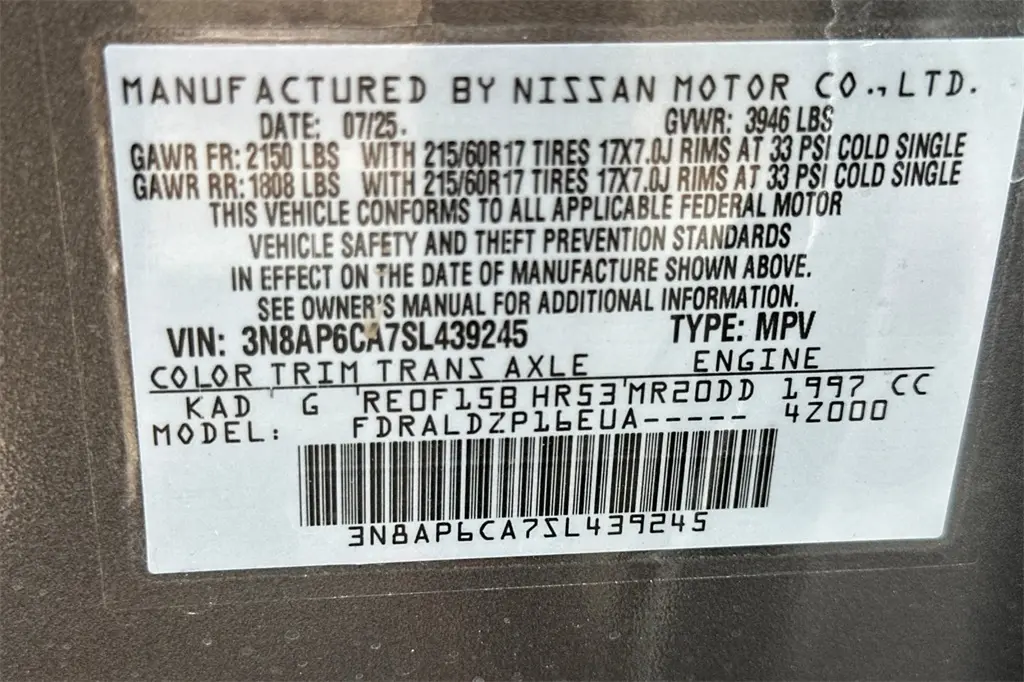 MANUFACTURED BY NISSAN MOTOR CO., LTD.
DATE: 07/25. GVWR: 3946 LBS
GAWR FR: 2150 LBS WITH 215/60R17 TIRES 17X7.0J RIMS AT 33 PSI COLD SINGLE
GAWR RR: 1808 LBS WITH 215/60R17 TIRES 17X7.0J RIMS AT 33 PSI COLD SINGLE
THIS VEHICLE CONFORMS TO ALL APPLICABLE FEDERAL MOTOR
VEHICLE SAFETY AND THEFT PREVENTION STANDARDS
IN EFFECT ON THE DATE OF MANUFACTURE SHOWN ABOVE.
SEE OWNER'S MANUAL FOR ADDITIONAL INFORMATION.
VIN: 3N8AP6CA7SL439245 TYPE: MPV
COLOR TRIM TRANS AXLE ENGINE
KAD G RE0F15B HR53 MR20DD 1997 CC
MODEL: FDRALDZP16EUA----- 4Z000
3N8AP6CA7SL439245